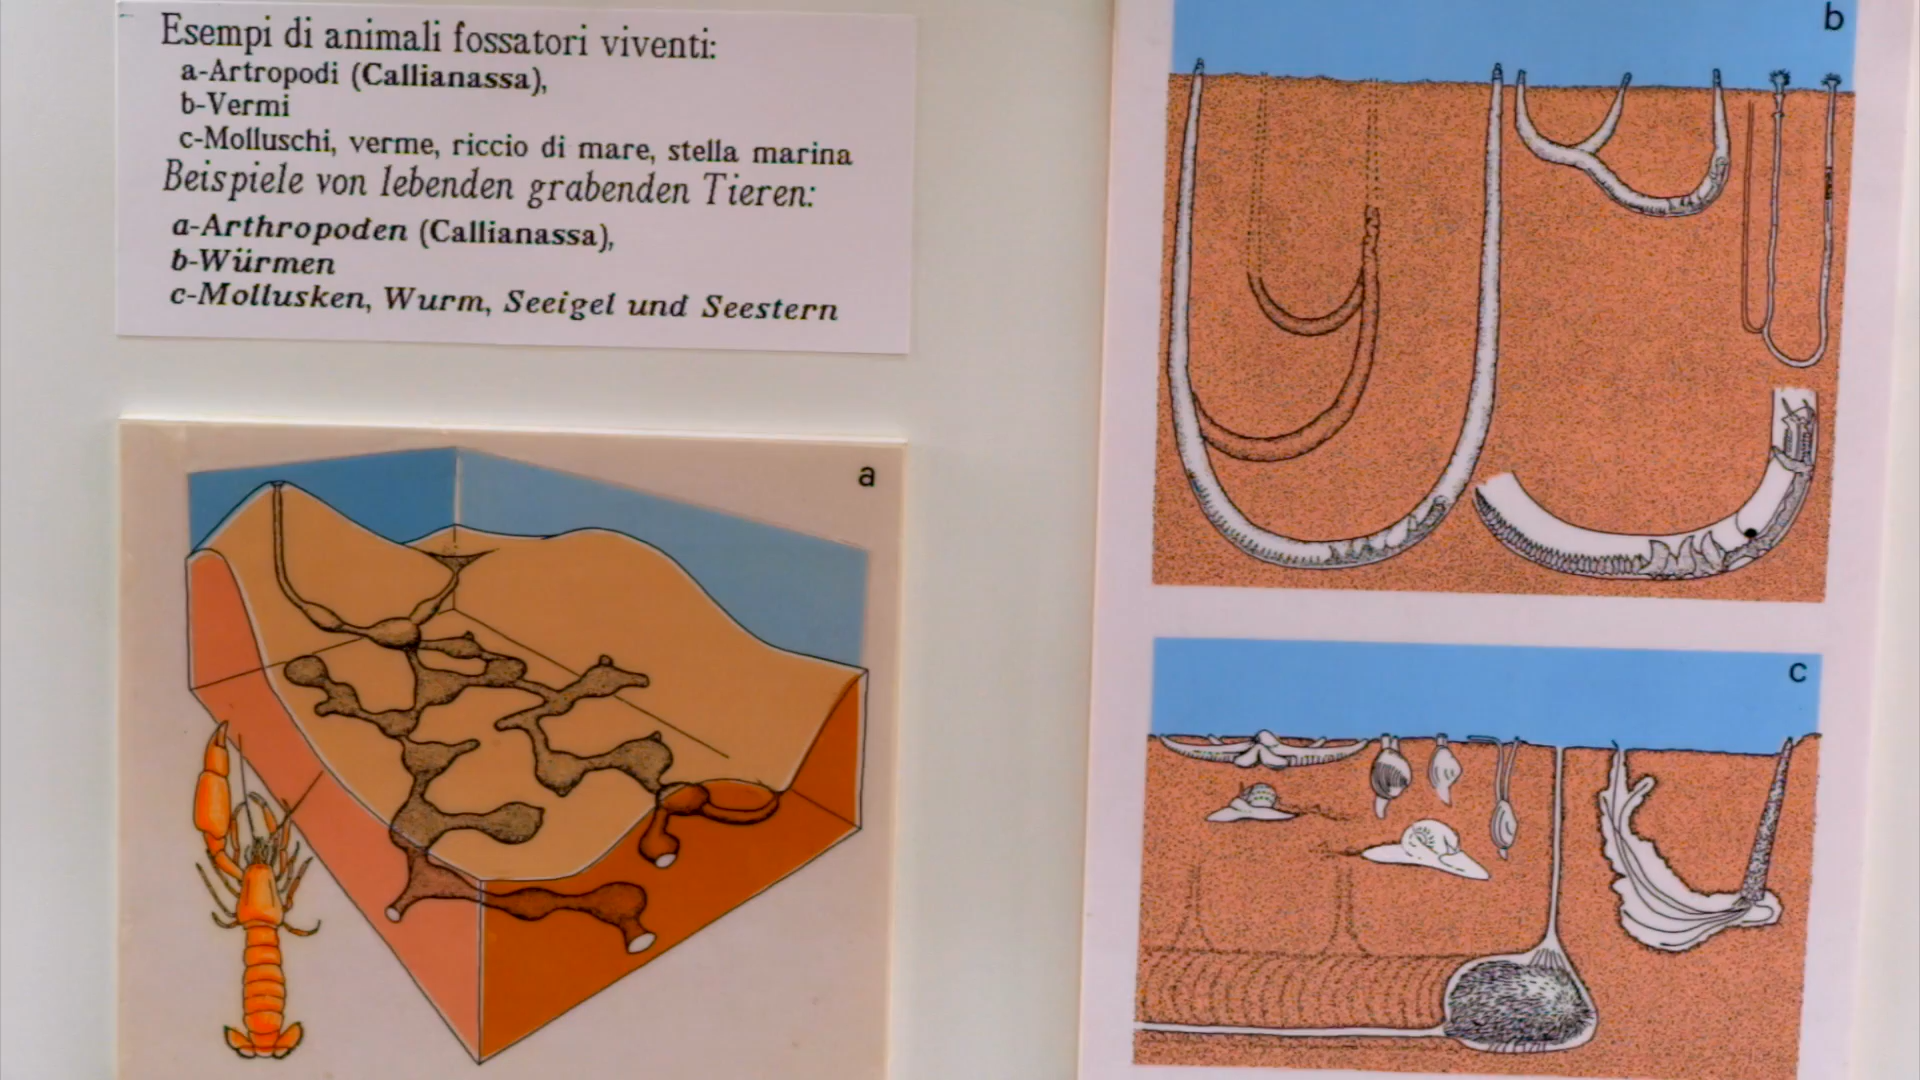 Esempi di animali fossatori viventi:
a-Artropodi (Callianassa),
b-Vermi
c-Molluschi, verme, riccio di mare, stella marina
Beispiele von lebenden grabenden Tieren:
a-Arthropoden (Callianassa),
b-Würmen
c-Mollusken, Wurm, Seeigel und Seestern
a
b
c